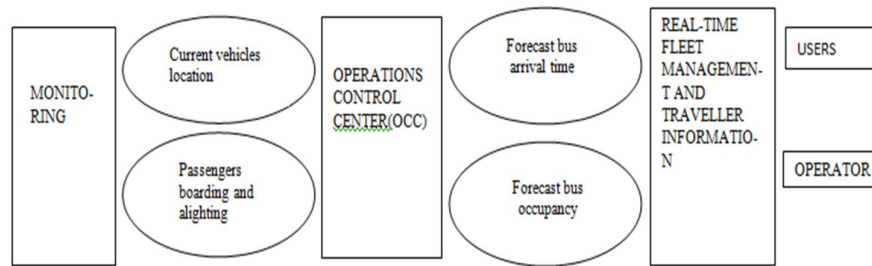 MONITO-
RING
Current vehicles
location
Passengers
boarding and
alighting
OPERATIONS
CONTROL
CENTER(OCC)
Forecast bus
arrival time
Forecast bus
occupancy
REAL-TIME
FLEET
MANAGEMEN-
T AND
TRAVELLER
INFORMATIO-
N
USERS
OPERATOR